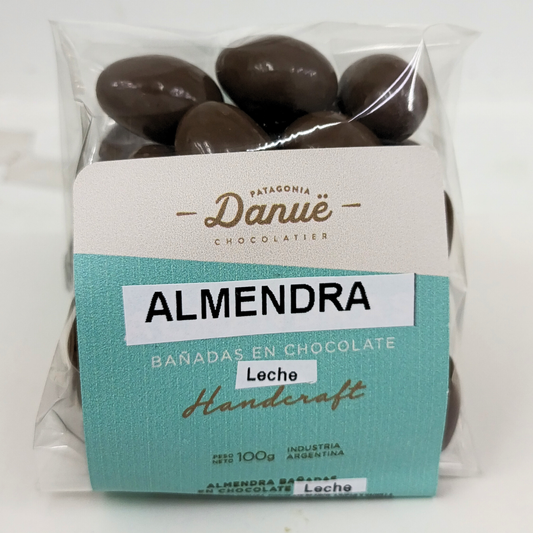 PATAGONIA
Danuë
CHOCOLATIER
ALMENDRA
BAÑADAS EN CHOCOLATE
Leche
Handcraft
PESO NETO 100g INDUSTRIA ARGENTINA
ALMENDRA BAÑADAS
EN CHOCOLATE Leche